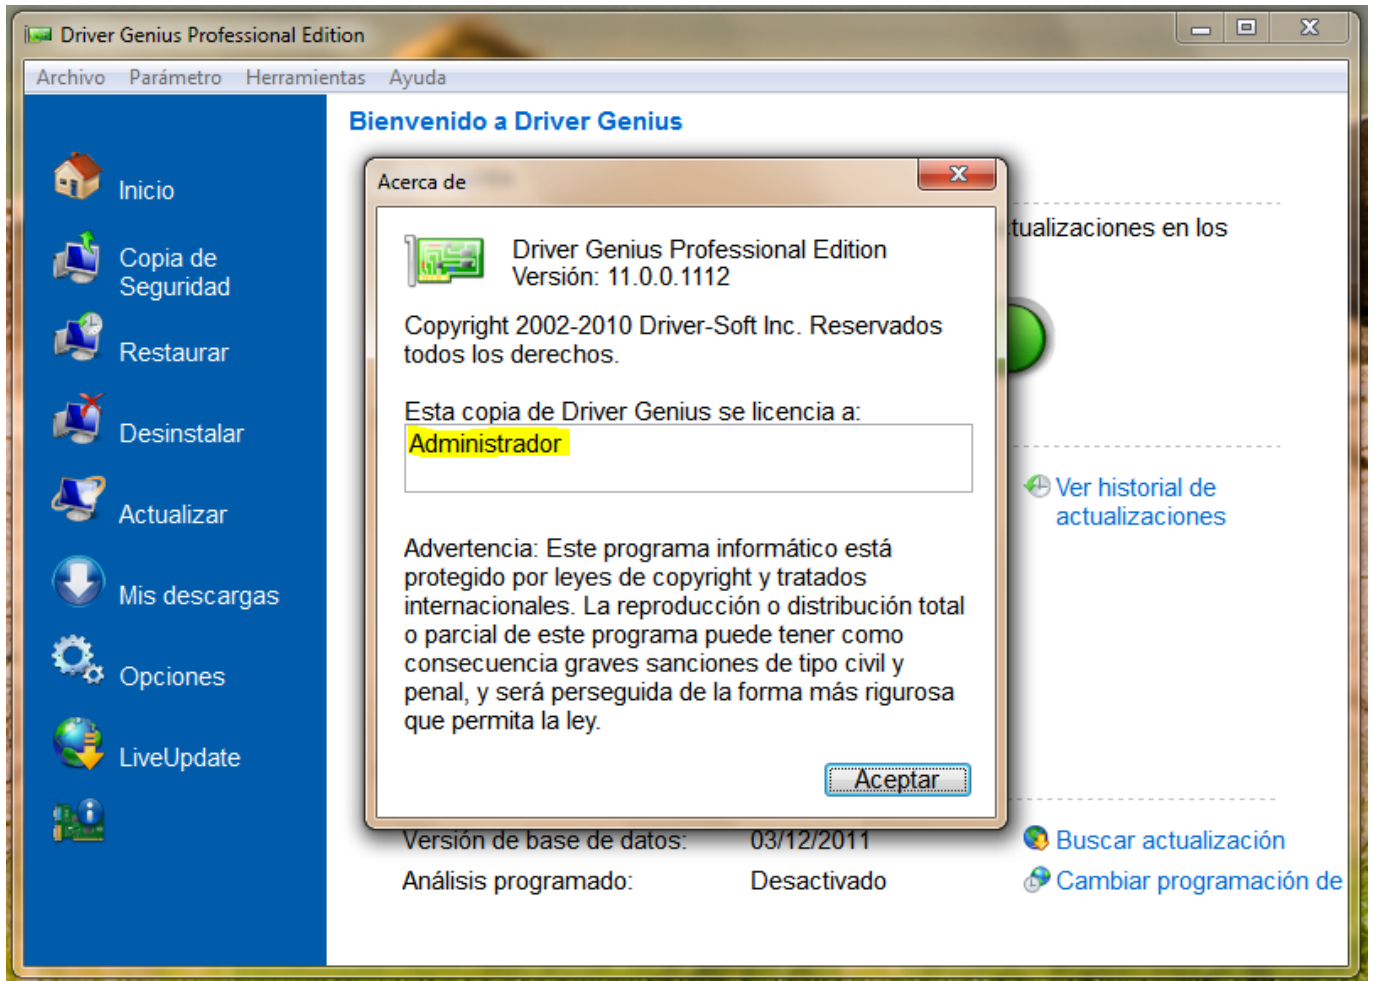 Driver Genius Professional Edition
Archivo Parámetro Herramientas Ayuda
Bienvenido a Driver Genius
Inicio
Copia de
Seguridad
Restaurar
Desinstalar
Actualizar
Mis descargas
Opciones
LiveUpdate
Acerca de
Driver Genius Professional Edition
Versión: 11.0.0.1112
Copyright 2002-2010 Driver-Soft Inc. Reservados
todos los derechos.
Esta copia de Driver Genius se licencia a:
Administrador
Advertencia: Este programa informático está
protegido por leyes de copyright y tratados
internacionales. La reproducción o distribución total
o parcial de este programa puede tener como
consecuencia graves sanciones de tipo civil y
penal, y será perseguida de la forma más rigurosa
que permita la ley.
Aceptar
tualizaciones en los
Ver historial de
actualizaciones
Versión de base de datos: 03/12/2011
Buscar actualización
Análisis programado: Desactivado
Cambiar programación de